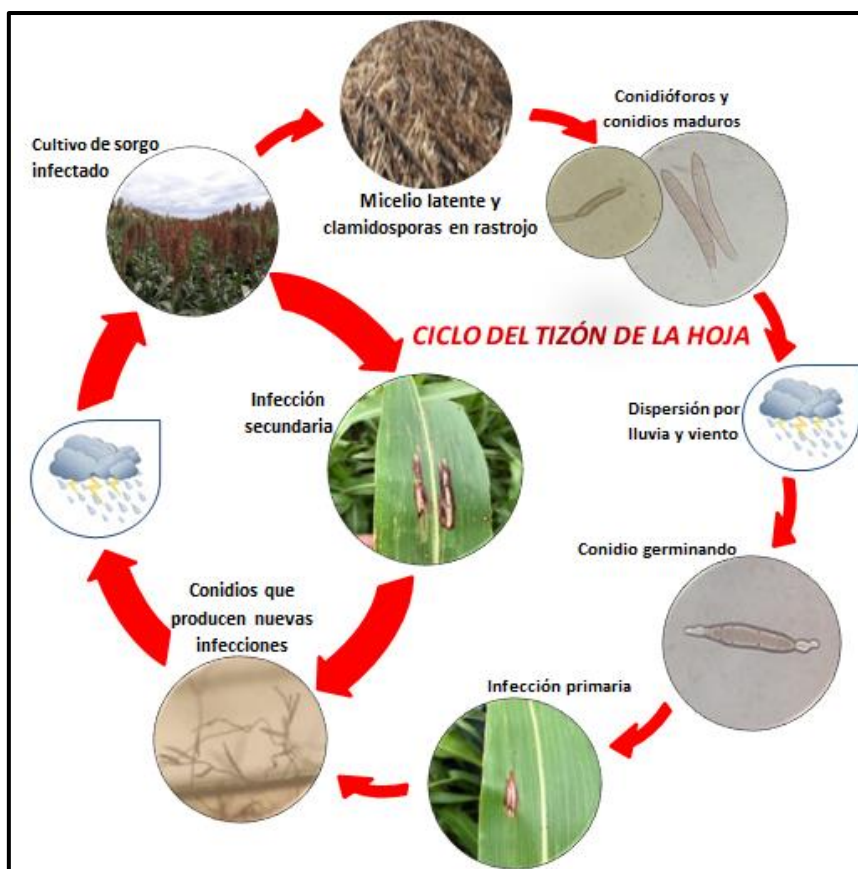 Cultivo de sorgo
infectado
Micelio latente y
clamidosporas en rastrojo
Conidióforos y
conidios maduros
CICLO DEL TIZÓN DE LA HOJA
Dispersión por
lluvia y viento
Conidio germinando
Infección primaria
Conidios que
producen nuevas
infecciones
Infección
secundaria